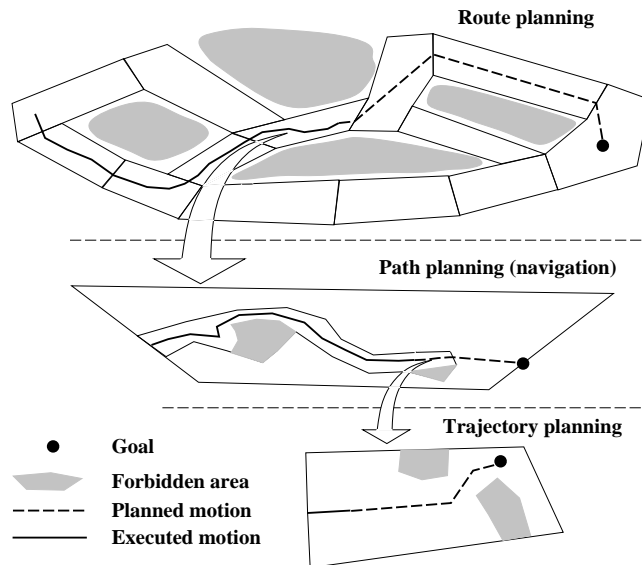 Route planning
Path planning (navigation)
Trajectory planning
Goal
Forbidden area
Planned motion
Executed motion